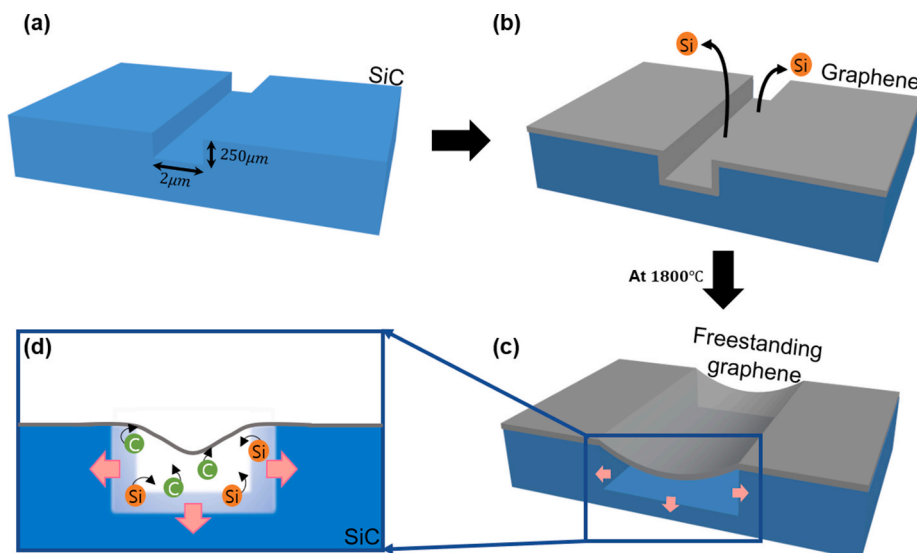 (a)
SiC
250μm
2μm
(b)
Si
Si
Graphene
At 1800℃
(d)
C
C
C
Si
Si
Si
SiC
(c)
Freestanding
graphene